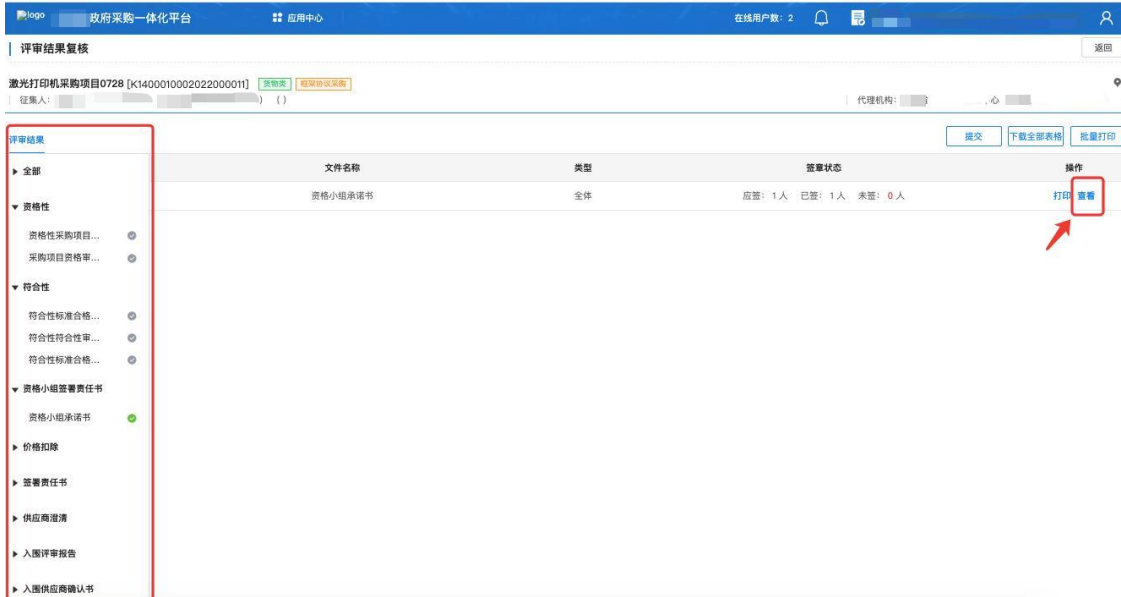 logo 政府采购一体化平台 应用中心 在线用户数: 2
评审结果复核 返回
激光打印机采购项目0728 [K1400010002022000011] 货物类 框架协议采购
征集人: ) ( ) 代理机构: 心
评审结果 提交 下载全部表格 批量打印
全部 文件名称 类型 签章状态 操作
资格小组承诺书 全体 应签: 1人 已签: 1人 未签: 0人 打印 查看
资格性
资格性采购项目...
采购项目资格审...
符合性
符合性标准合格...
符合性符合性审...
符合性标准合格...
资格小组签署责任书
资格小组承诺书
价格扣除
签署责任书
供应商澄清
入围评审报告
入围供应商确认书